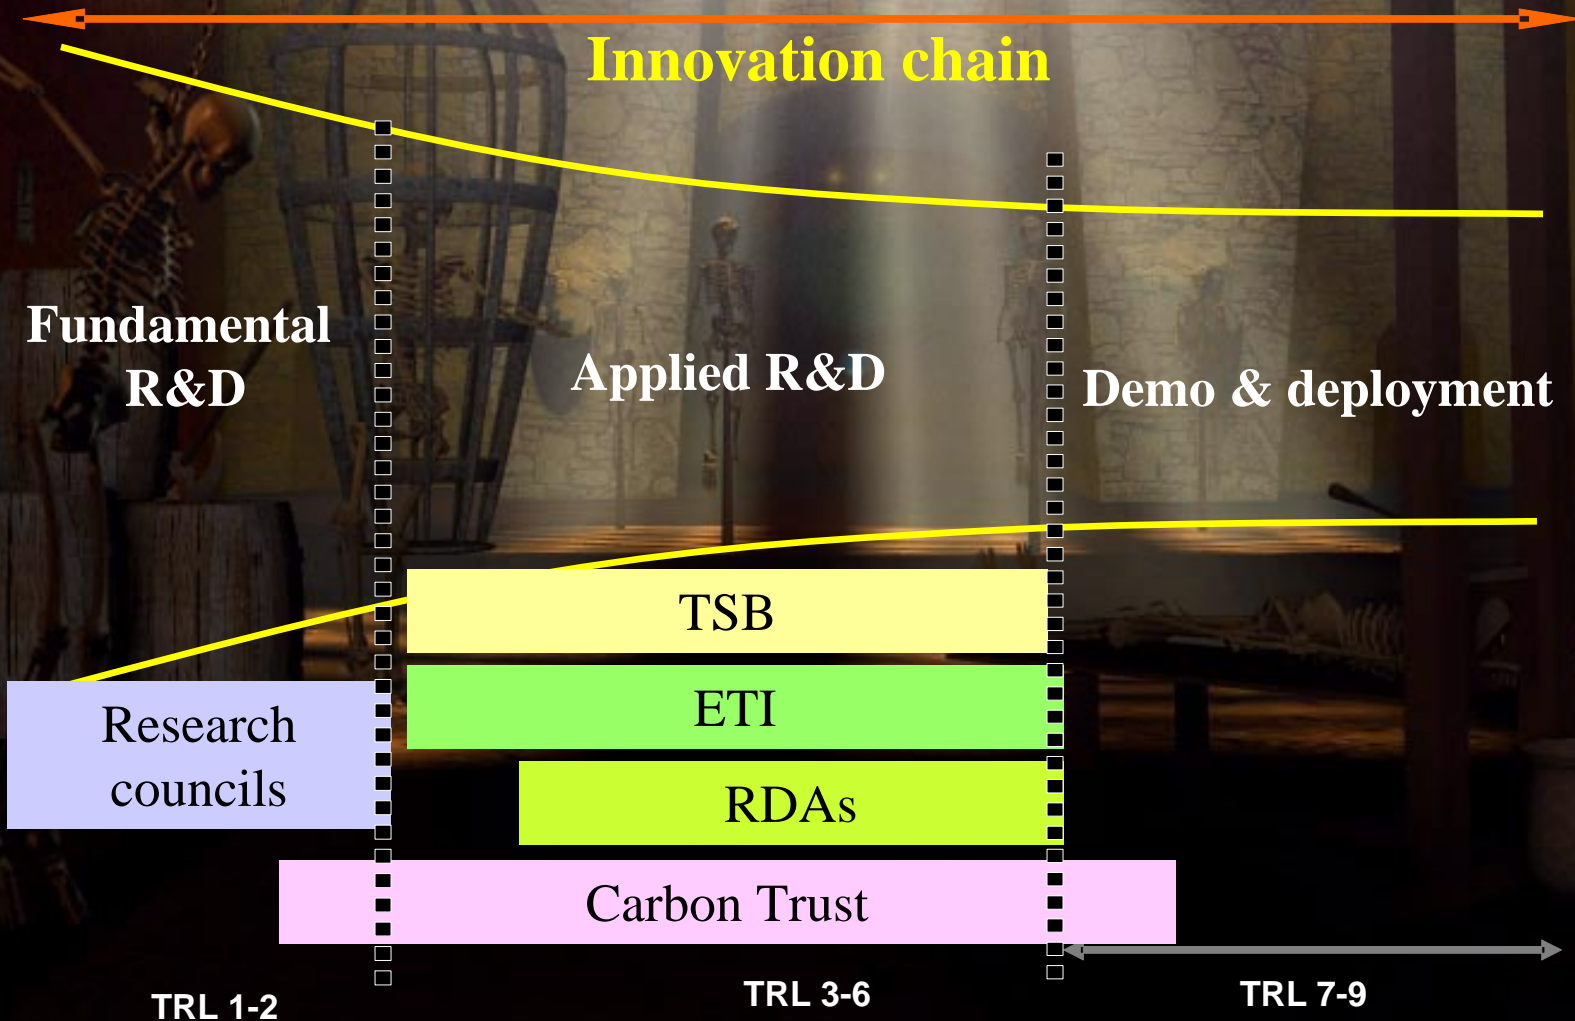 Innovation chain
Fundamental
R&D
Applied R&D
Demo & deployment
TSB
ETI
Research
councils
RDAs
Carbon Trust
TRL 1-2
TRL 3-6
TRL 7-9